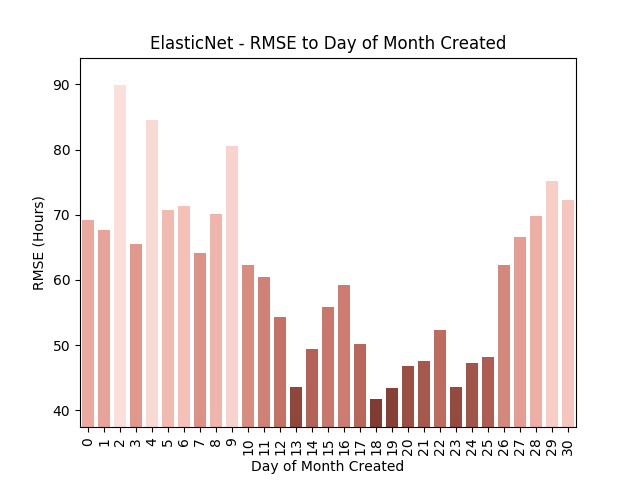 ElasticNet - RMSE to Day of Month Created
90
80
70
60
50
40
RMSE (Hours)
0 1 2 3 4 5 6 7 8 9 10 11 12 13 14 15 16 17 18 19 20 21 22 23 24 25 26 27 28 29 30
Day of Month Created